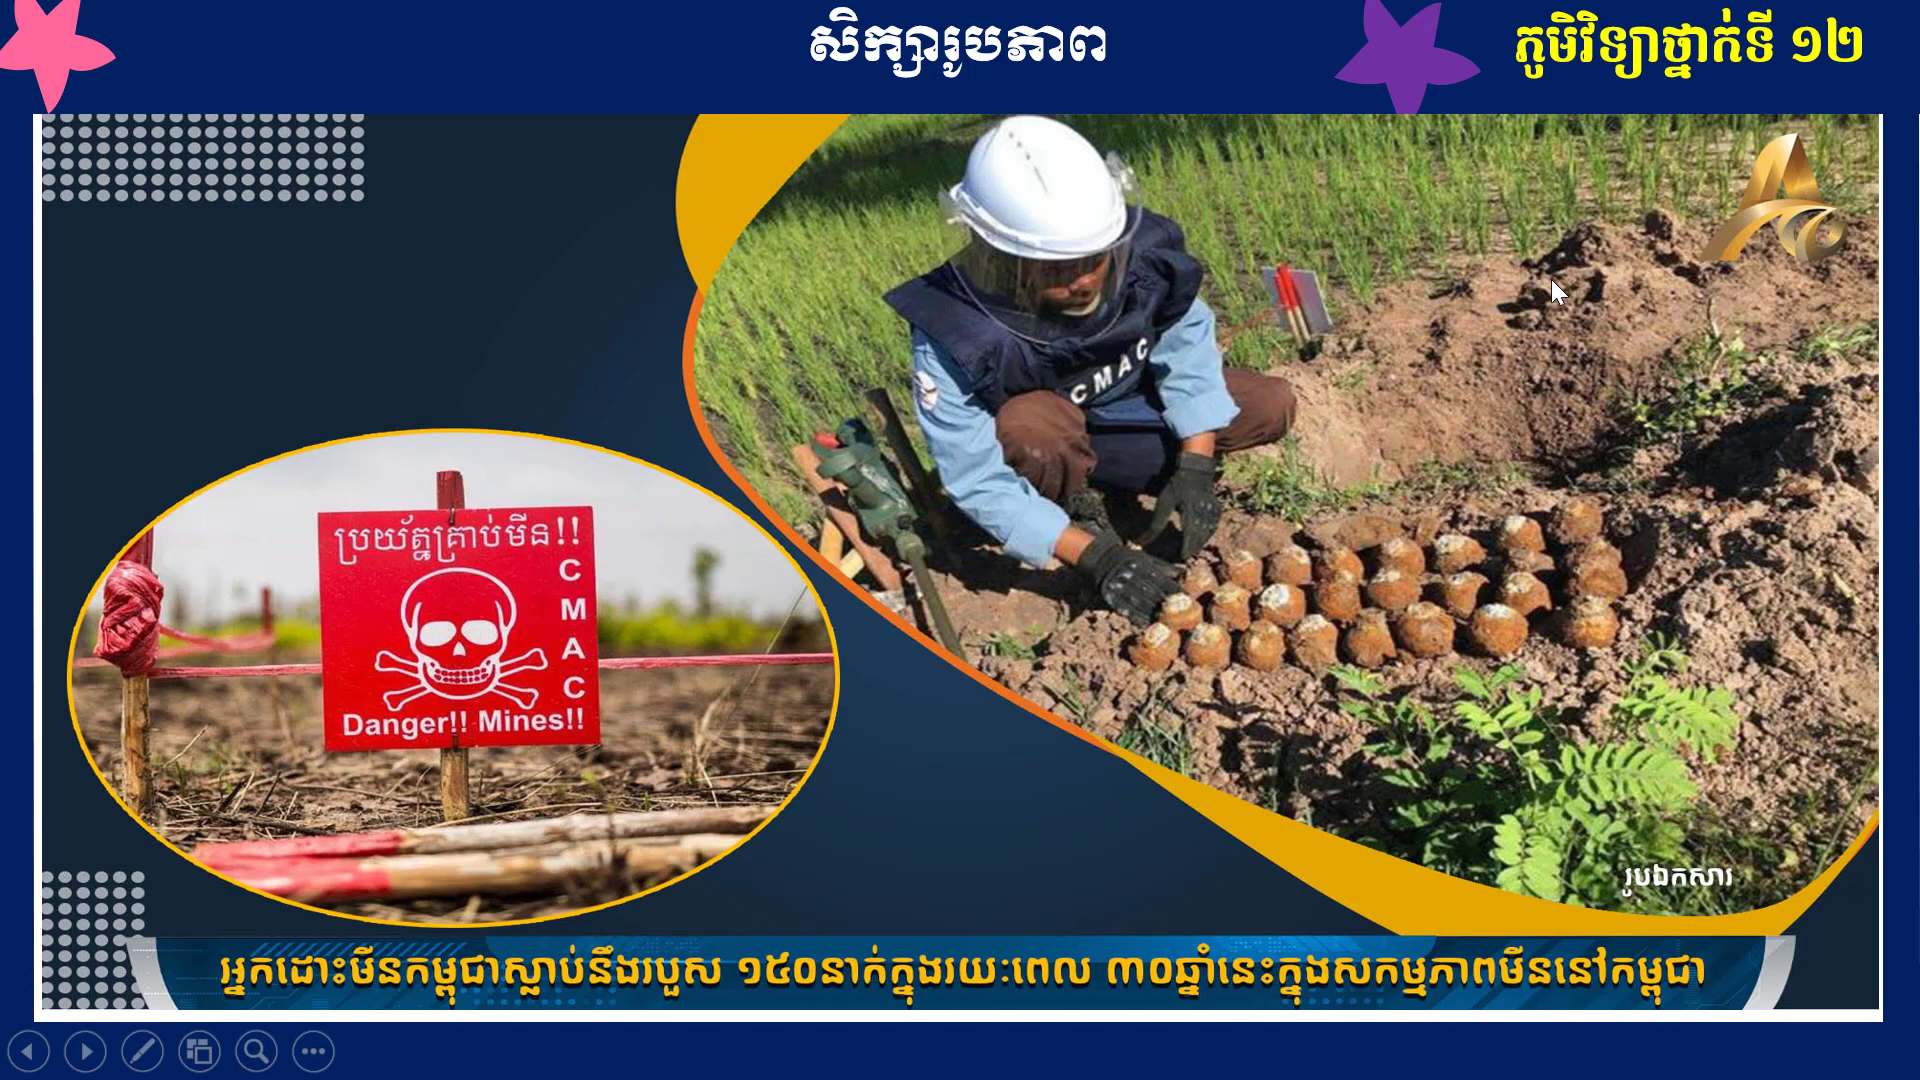 សិក្សារូបភាព
ភូមិវិទ្យាថ្នាក់ទី ១២
CMAC
ប្រយ័ត្នគ្រាប់មីន!!
CMAC
Danger!! Mines!!
រូបឯកសារ
អ្នកដោះមីនកម្ពុជាស្លាប់នឹងរបួស ១៥០នាក់ក្នុងរយៈពេល ៣០ឆ្នាំនេះក្នុងសកម្មភាពមីននៅកម្ពុជា